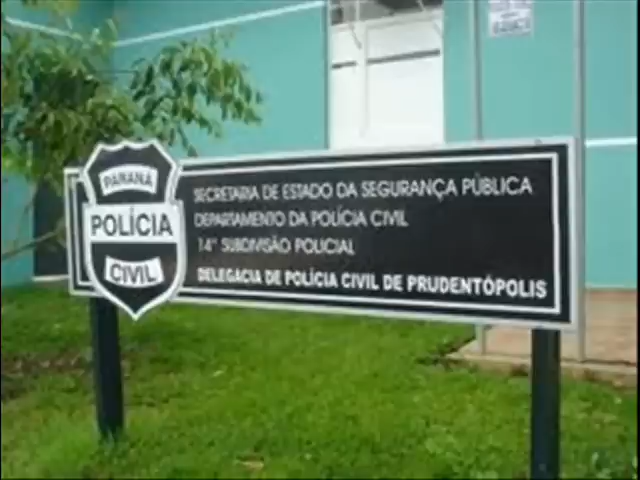 PARANÁ
POLÍCIA
CIVIL
SECRETARIA DE ESTADO DA SEGURANÇA PÚBLICA
DEPARTAMENTO DA POLÍCIA CIVIL
14ª SUBDIVISÃO POLICIAL
DELEGACIA DE POLÍCIA CIVIL DE PRUDENTÓPOLIS